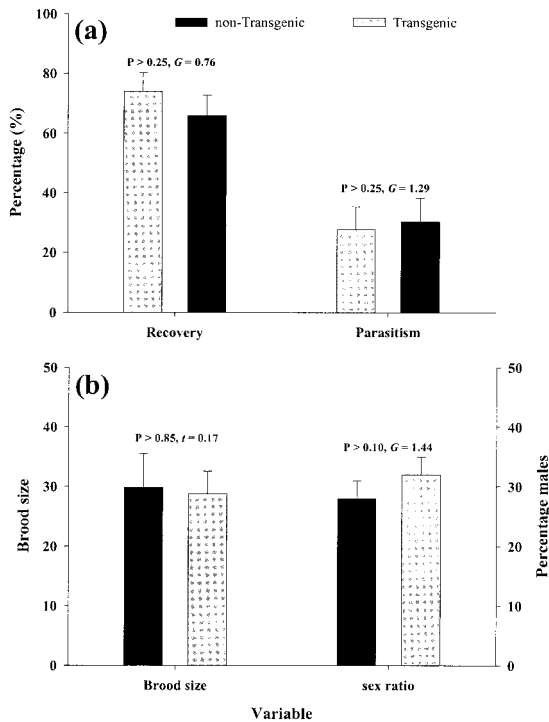 (a)
non-Transgenic
Transgenic
P > 0.25, G = 0.76
P > 0.25, G = 1.29
Percentage (%)
100
80
60
40
20
0
Recovery
Parasitism
(b)
P > 0.85, t = 0.17
P > 0.10, G = 1.44
Brood size
50
40
30
20
10
0
50
40
30
20
10
0
Percentage males
Brood size
sex ratio
Variable